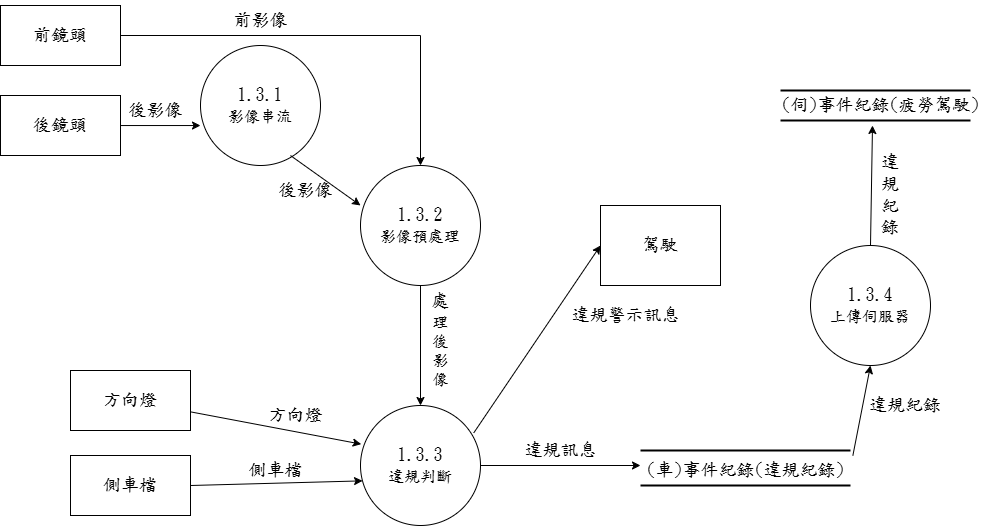 前影像
前鏡頭
1.3.1
影像串流
後影像
後鏡頭
(伺)事件紀錄(疲勞駕駛)
違
規
紀
錄
後影像
1.3.2
影像預處理
駕駛
1.3.4
上傳伺服器
處
理
後
影
像
違規警示訊息
方向燈
方向燈
違規紀錄
1.3.3
違規判斷
違規訊息
側車檔
側車檔
(車)事件紀錄(違規紀錄)